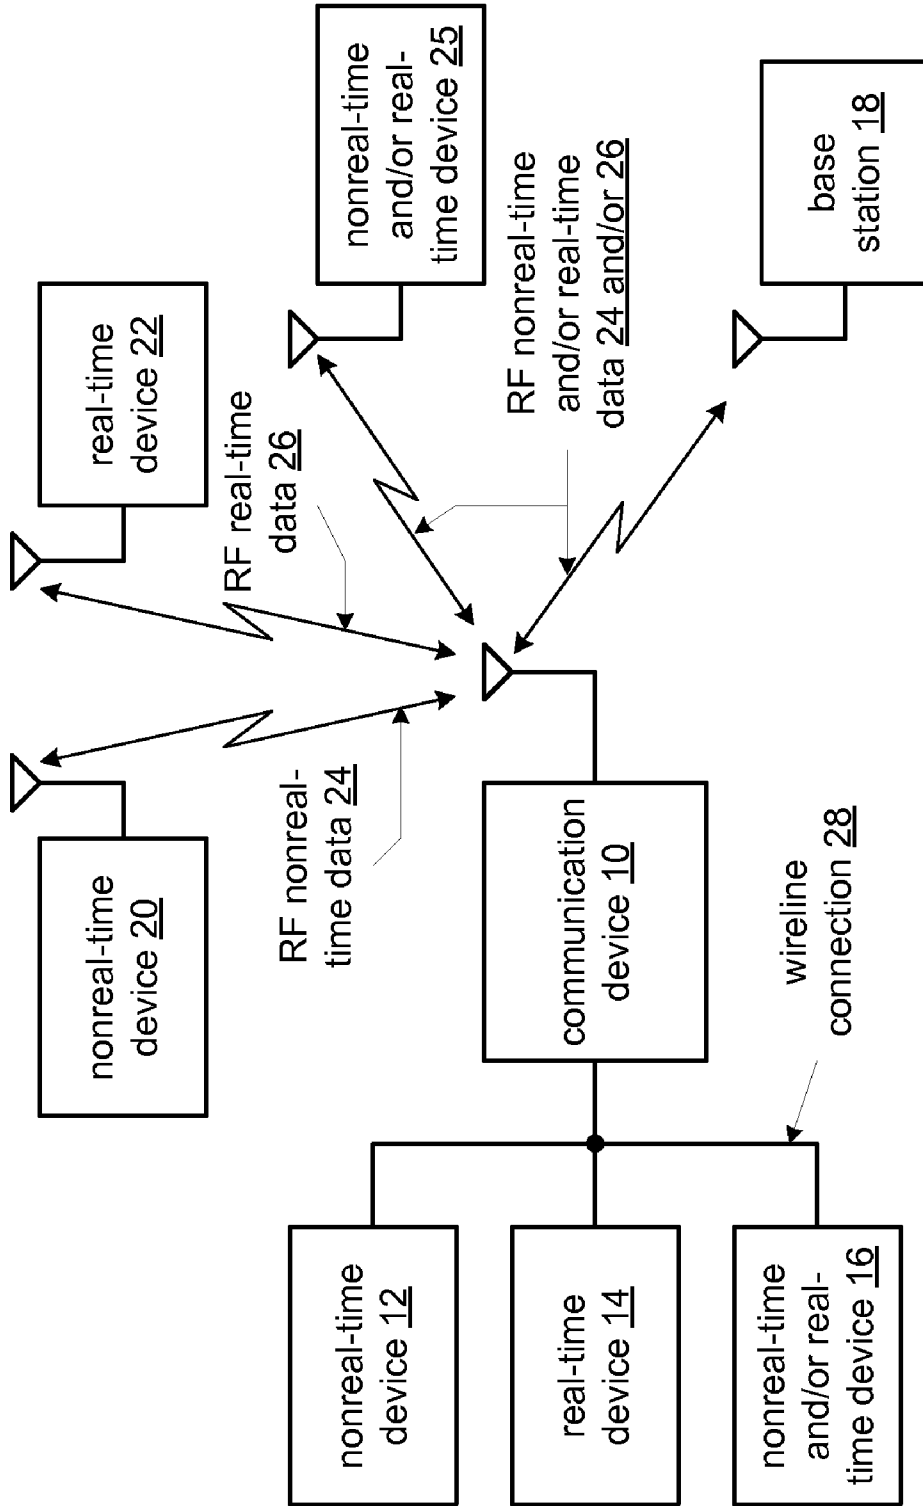 nonreal-time
device 20
real-time
device 22
RF nonreal-
time data 24
RF real-time
data 26
nonreal-time
and/or real-
time device 25
nonreal-time
device 12
real-time
device 14
nonreal-time
and/or real-
time device 16
communication
device 10
RF nonreal-time
and/or real-time
data 24 and/or 26
wireline
connection 28
base
station 18